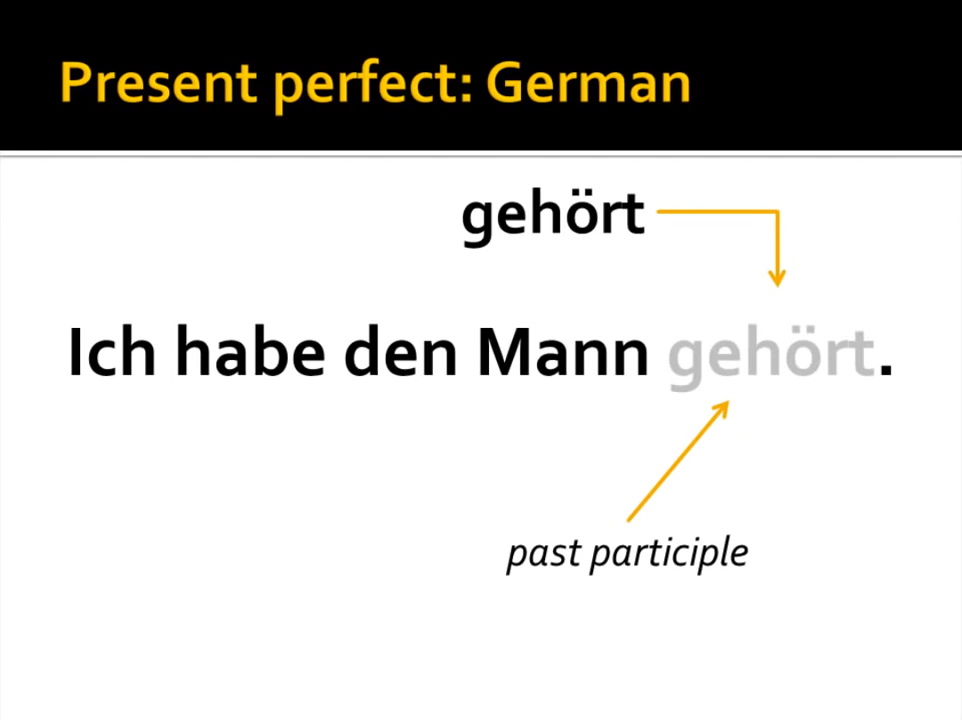 Present perfect: German
gehört
Ich habe den Mann gehört.
past participle